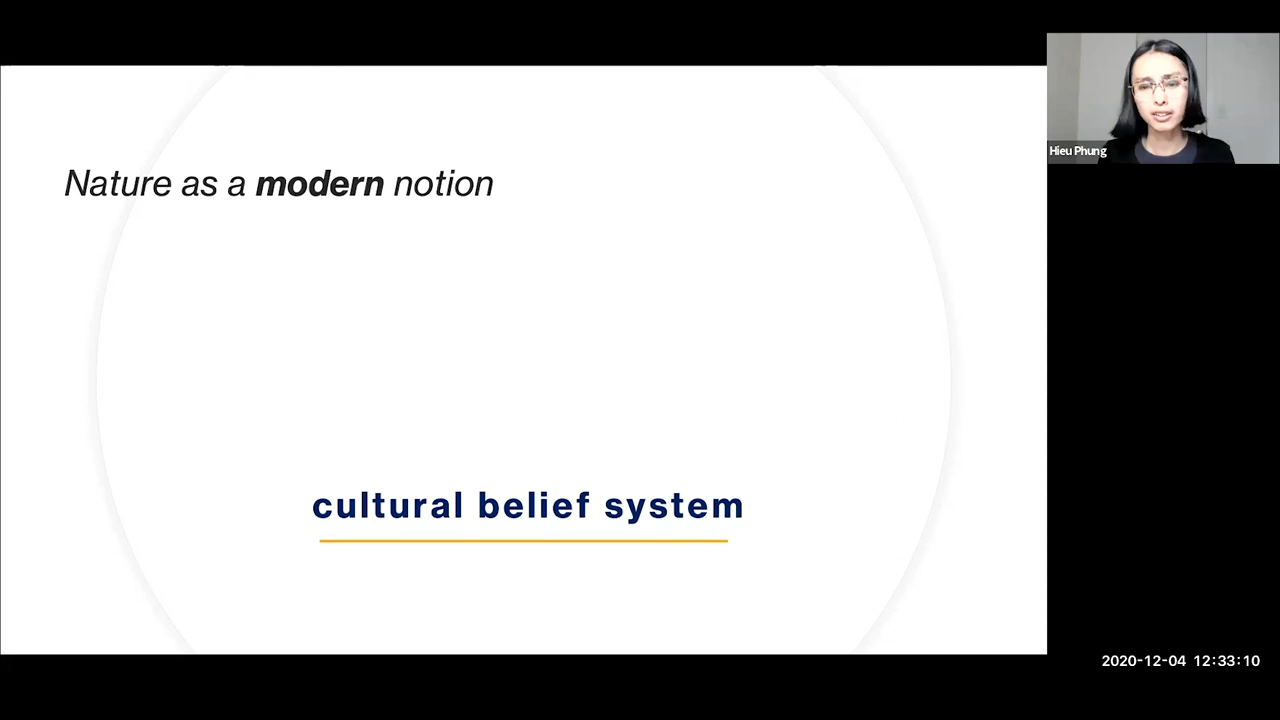 Nature as a modern notion
cultural belief system
Hieu Phung
2020-12-04 12:33:10